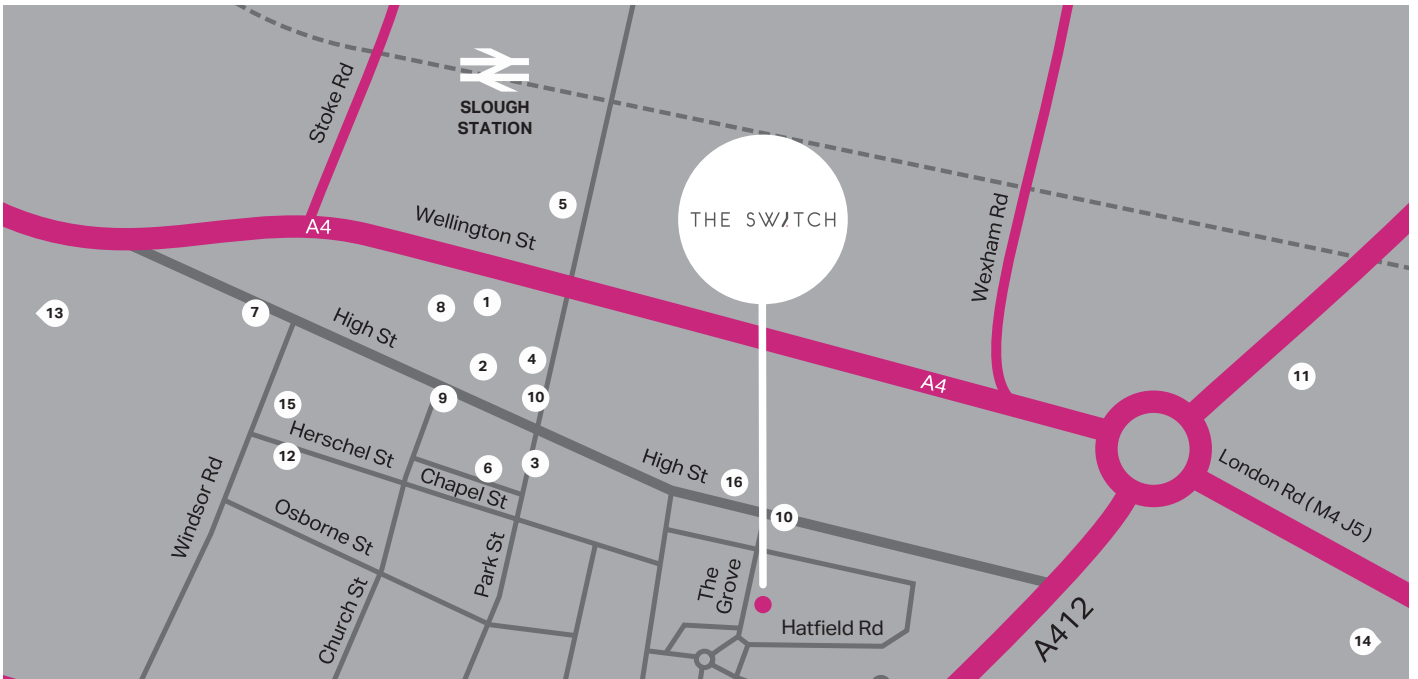 Stoke Rd
SLOUGH
STATION
5
Wellington St
A4
THE SWITCH
Wexham Rd
13
7
High St
8
1
2
4
9
10
A4
11
15
Herschel St
12
6
3
Chapel St
High St
16
10
London Rd (M4 J5)
Windsor Rd
Osborne St
Church St
Park St
The
Grove
Hatfield Rd
A412
14